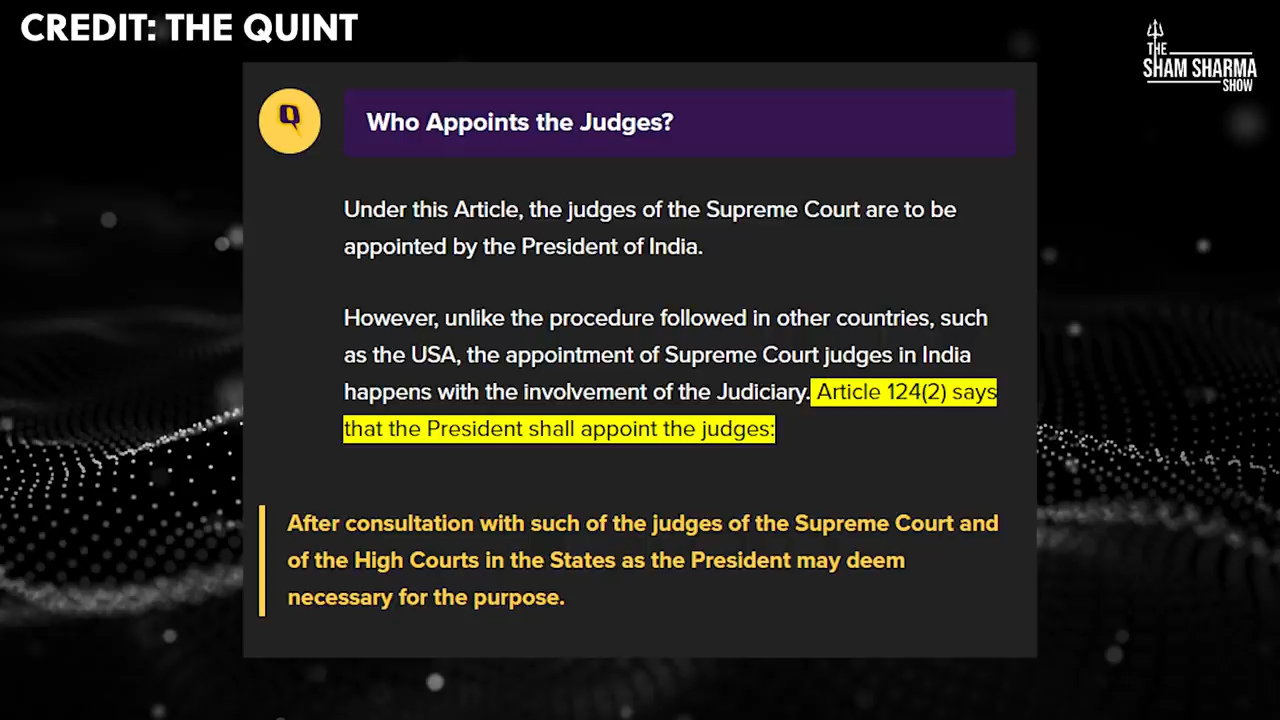 CREDIT: THE QUINT
THE
SHAM SHARMA
SHOW
Q
Who Appoints the Judges?
Under this Article, the judges of the Supreme Court are to be
appointed by the President of India.
However, unlike the procedure followed in other countries, such
as the USA, the appointment of Supreme Court judges in India
happens with the involvement of the Judiciary. Article 124(2) says
that the President shall appoint the judges:
After consultation with such of the judges of the Supreme Court and
of the High Courts in the States as the President may deem
necessary for the purpose.